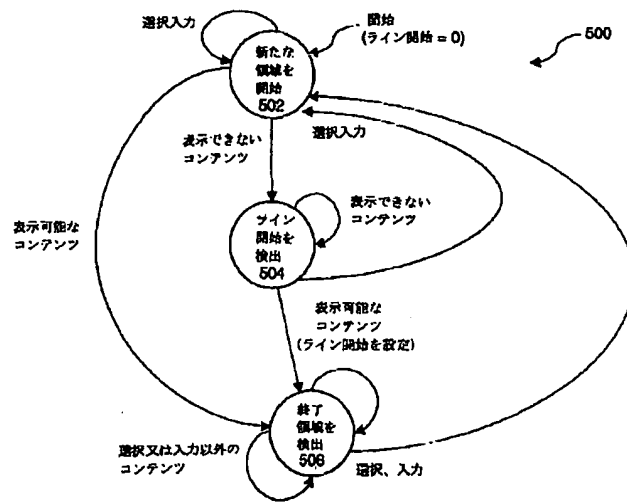 選択入力
開始
(ライン開始=0)
500
新たな
領域を
開始
502
表示できない
コンテンツ
選択入力
表示可能な
コンテンツ
ライン
開始を
検出
504
表示できない
コンテンツ
表示可能な
コンテンツ
(ライン開始を設定)
終了
領域を
検出
506
選択又は入力以外の
コンテンツ
選択、入力